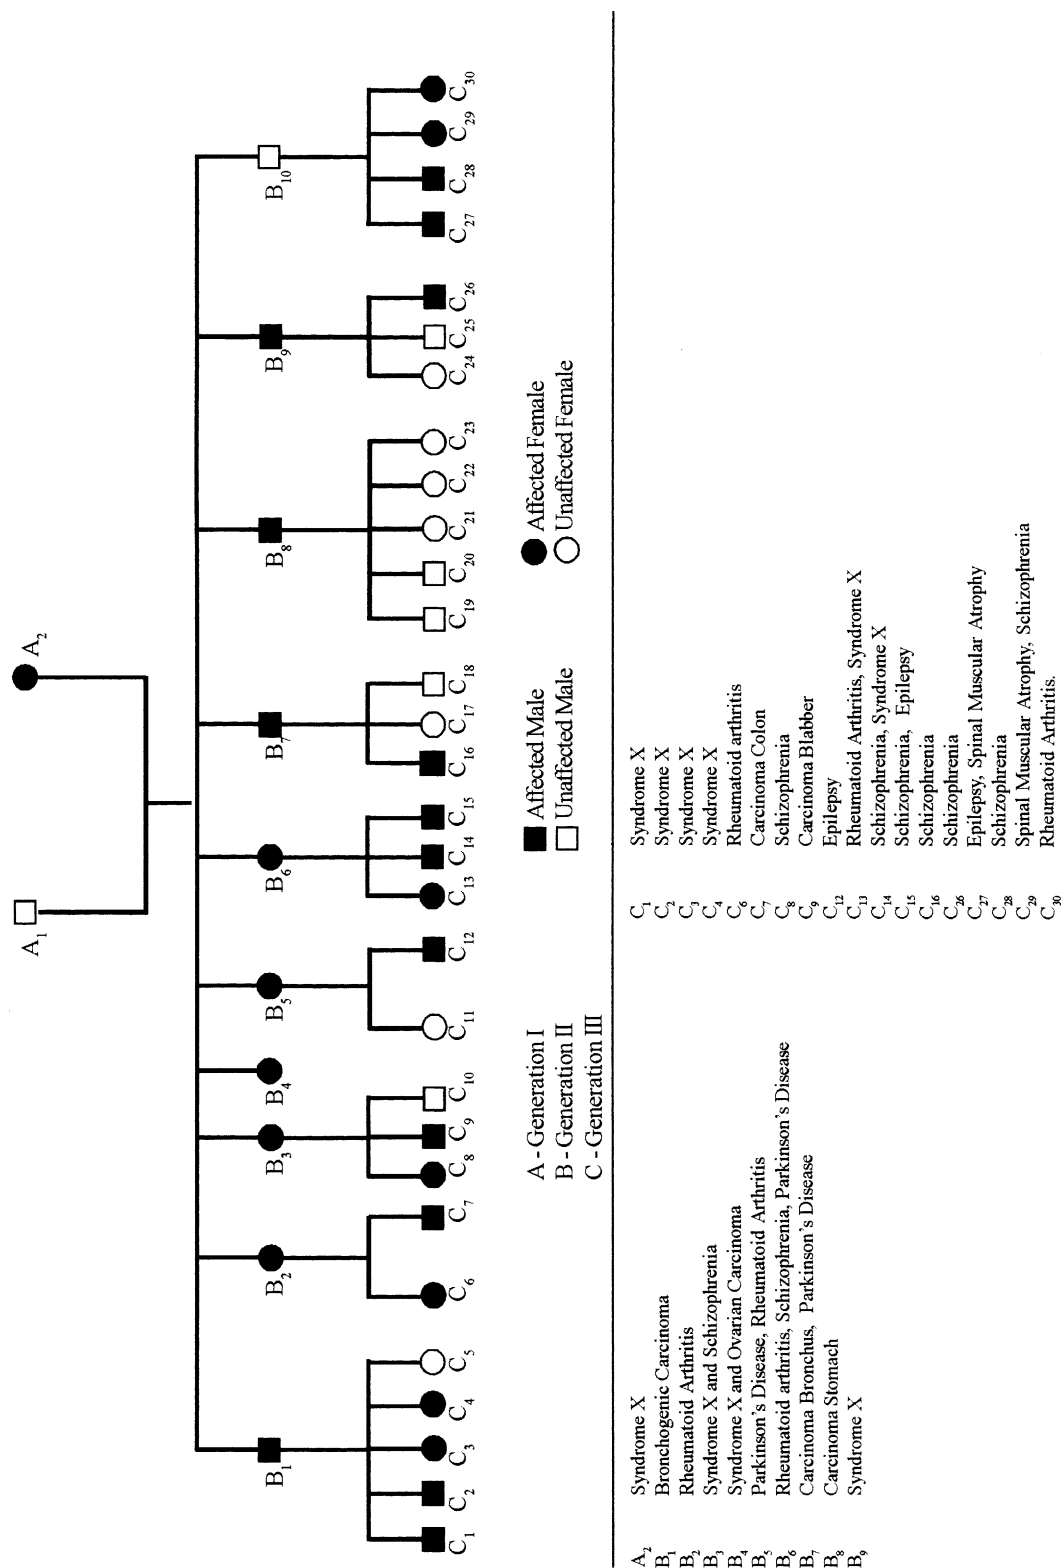 A1
A2
B1
B2
B3
B4
B5
B6
B7
B8
B9
B10
C1
C2
C3
C4
C5
C6
C7
C8
C9
C10
C11
C12
C13
C14
C15
C16
C17
C18
C19
C20
C21
C22
C23
C24
C25
C26
C27
C28
C29
C30
A - Generation I
B - Generation II
C - Generation III
Affected Male
Unaffected Male
Affected Female
Unaffected Female
A2 Syndrome X
B1 Bronchogenic Carcinoma
B2 Rheumatoid Arthritis
B3 Syndrome X and Schizophrenia
B4 Syndrome X and Ovarian Carcinoma
B5 Parkinson's Disease, Rheumatoid Arthritis
B6 Rheumatoid arthritis, Schizophrenia, Parkinson's Disease
B7 Carcinoma Bronchus, Parkinson's Disease
B8 Carcinoma Stomach
B9 Syndrome X
C1 Syndrome X
C2 Syndrome X
C3 Syndrome X
C4 Syndrome X
C6 Rheumatoid arthritis
C7 Carcinoma Colon
C8 Schizophrenia
C9 Carcinoma Blabber
C12 Epilepsy
C13 Rheumatoid Arthritis, Syndrome X
C14 Schizophrenia, Syndrome X
C15 Schizophrenia, Epilepsy
C16 Schizophrenia
C26 Schizophrenia
C27 Epilepsy, Spinal Muscular Atrophy
C28 Schizophrenia
C29 Spinal Muscular Atrophy, Schizophrenia
C30 Rheumatoid Arthritis.